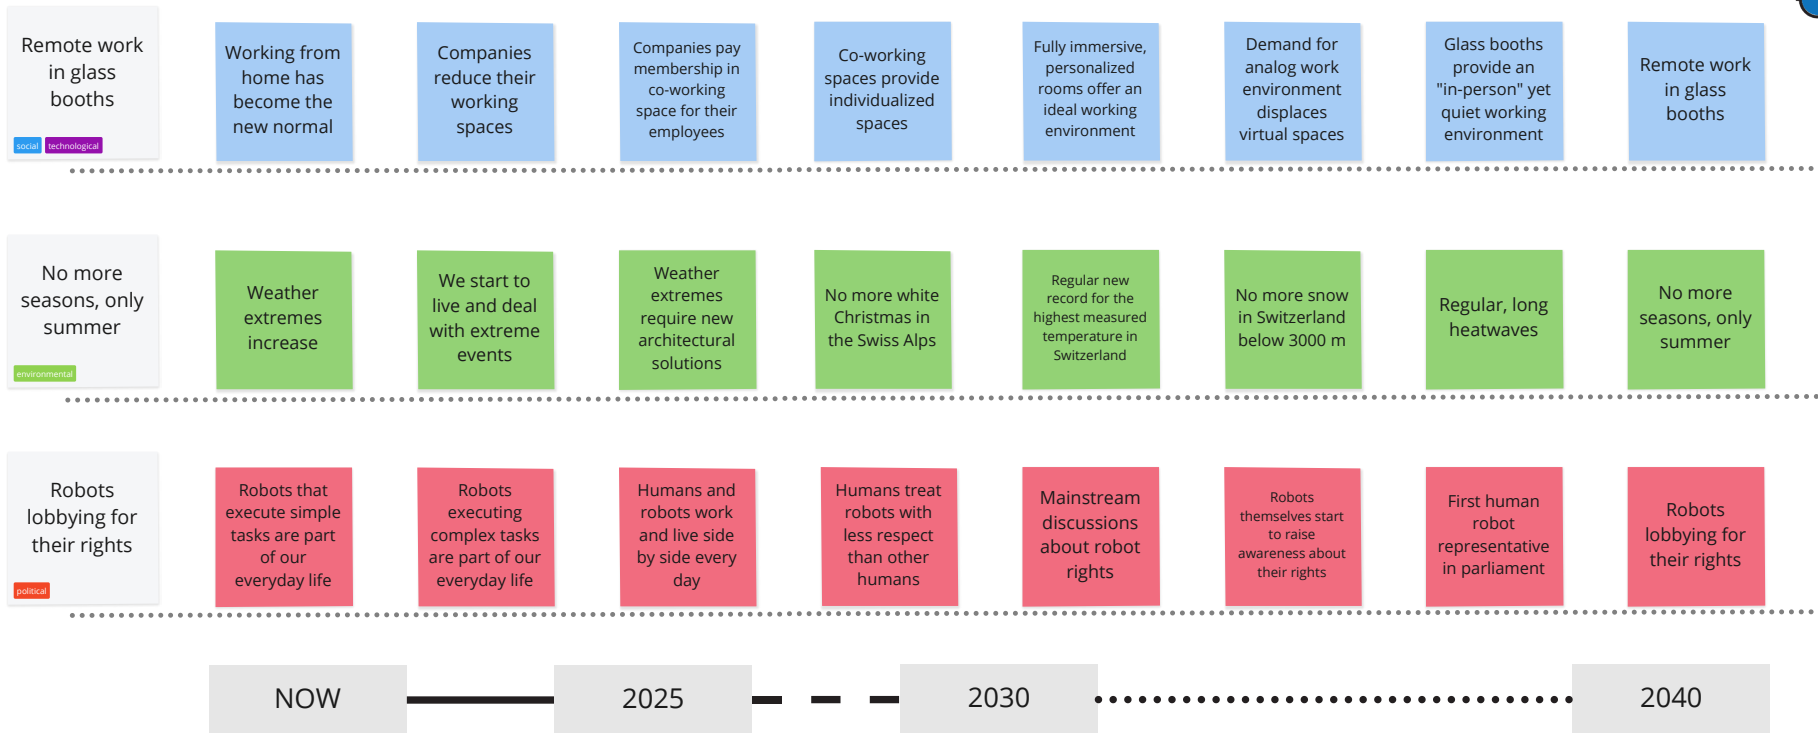 Remote work
in glass
booths
social
technological
Working from
home has
become the
new normal
Companies
reduce their
working
spaces
Companies pay
membership in
co-working
space for their
employees
Co-working
spaces provide
individualized
spaces
Fully immersive,
personalized
rooms offer an
ideal working
environment
Demand for
analog work
environment
displaces
virtual spaces
Glass booths
provide an
"in-person" yet
quiet working
environment
Remote work
in glass
booths
No more
seasons, only
summer
environmental
Weather
extremes
increase
We start to
live and deal
with extreme
events
Weather
extremes
require new
architectural
solutions
No more white
Christmas in
the Swiss Alps
Regular new
record for the
highest measured
temperature in
Switzerland
No more snow
in Switzerland
below 3000 m
Regular, long
heatwaves
No more
seasons, only
summer
Robots
lobbying for
their rights
political
Robots that
execute simple
tasks are part
of our
everyday life
Robots
executing
complex tasks
are part of our
everyday life
Humans and
robots work
and live side
by side every
day
Humans treat
robots with
less respect
than other
humans
Mainstream
discussions
about robot
rights
Robots
themselves start
to raise
awareness about
their rights
First human
robot
representative
in parliament
Robots
lobbying for
their rights
NOW
2025
2030
2040